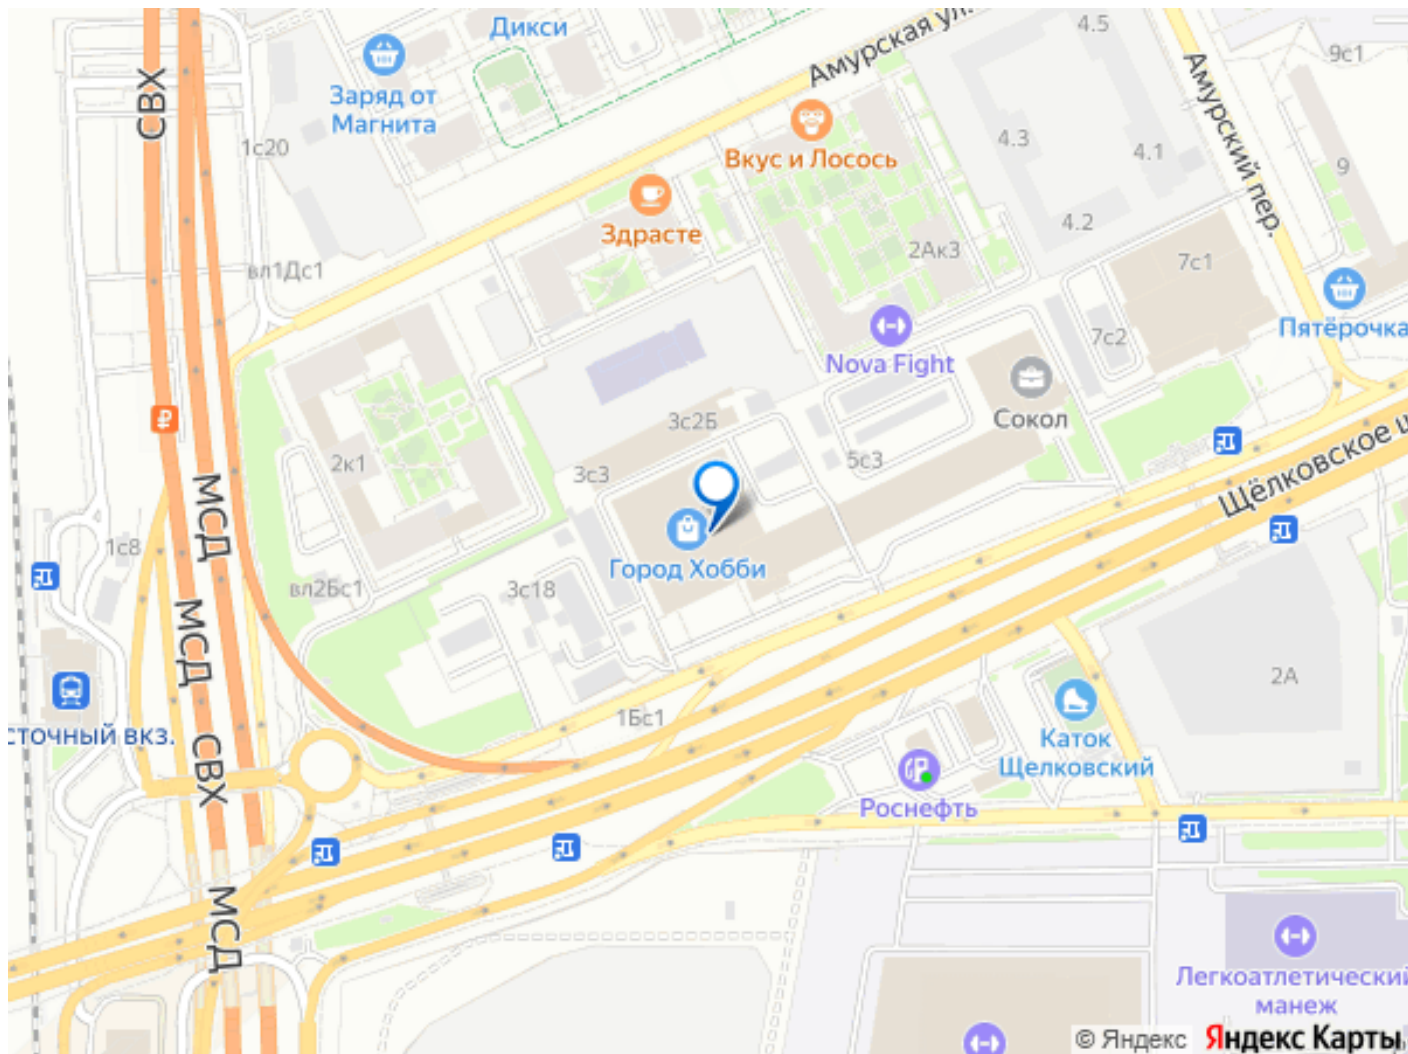 Дикси
4.5
Амурская ул.
9с1
СВХ
Заряд от
Магнита
Амурский пер.
1с20
4.3
4.1
Вкус и Лосось
9
4.2
Здрасте
2Ак3
7с1
вл1Дс1
Пятёрочка
7с2
Nova Fight
₽
3с2Б
Сокол
2к1
3с3
5с3
Щёлковское ш
МСД
1с8
Город Хобби
вл2Бс1
3с18
МСД
2А
сточный вкз.
1Бс1
Каток
Щелковский
СВХ
Роснефть
МСД
Легкоатлетический
манеж
© Яндекс Яндекс Карты